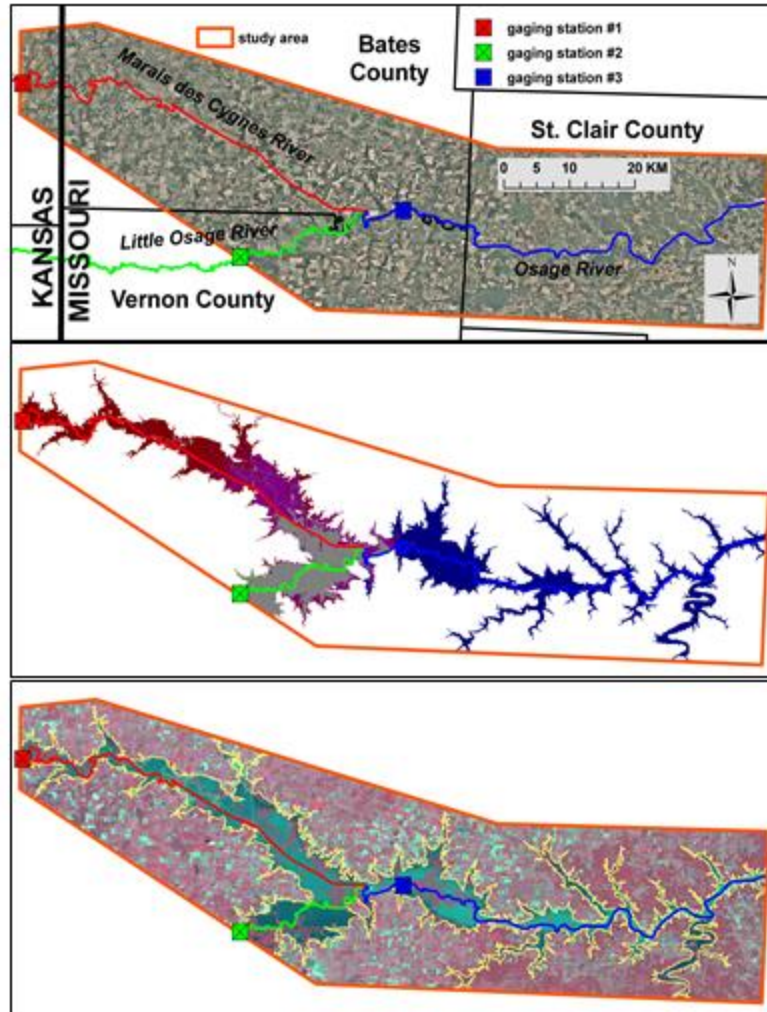 study area
Bates
County
gaging station #1
gaging station #2
gaging station #3
Marais des Cygnes River
St. Clair County
0 5 10 20 KM
KANSAS
MISSOURI
Little Osage River
Osage River
N
Vernon County